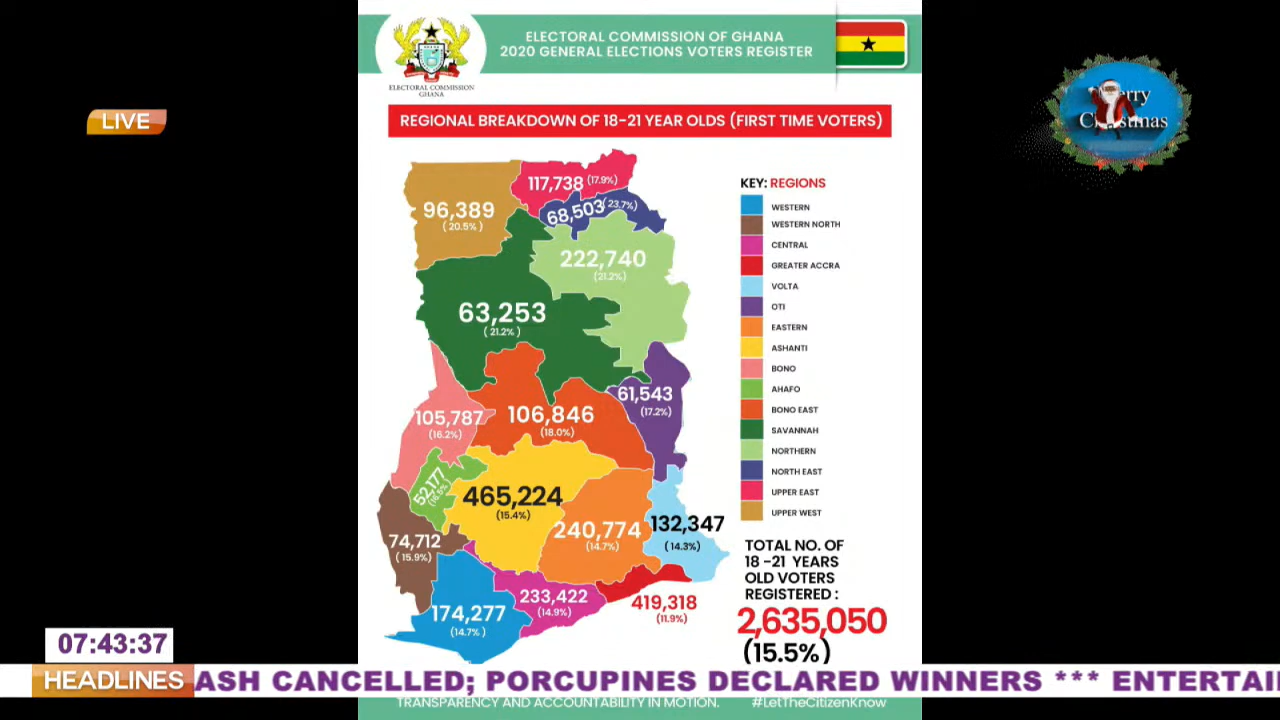 ELECTORAL COMMISSION OF GHANA
2020 GENERAL ELECTIONS VOTERS REGISTER
ELECTORAL COMMISSION
GHANA
LIVE
Merry
Christmas
REGIONAL BREAKDOWN OF 18-21 YEAR OLDS (FIRST TIME VOTERS)
117,738 (17.9%)
96,389
(20.5%)
68,503 (23.7%)
222,740
(21.2%)
63,253
(21.2%)
61,543
(17.2%)
105,787
(16.2%)
106,846
(18.0%)
52,177
465,224
(15.4%)
240,774
(14.7%)
132,347
(14.3%)
74,712
(15.9%)
174,277
(14.7%)
233,422
(14.9%)
419,318
(11.9%)
KEY: REGIONS
WESTERN
WESTERN NORTH
CENTRAL
GREATER ACCRA
VOLTA
OTI
EASTERN
ASHANTI
BONO
AHAFO
BONO EAST
SAVANNAH
NORTHERN
NORTH EAST
UPPER EAST
UPPER WEST
TOTAL NO. OF
18 -21 YEARS
OLD VOTERS
REGISTERED :
2,635,050
(15.5%)
07:43:37
HEADLINES ASH CANCELLED; PORCUPINES DECLARED WINNERS *** ENTERTAI
TRANSPARENCY AND ACCOUNTABILITY IN MOTION. #LetTheCitizenKnow